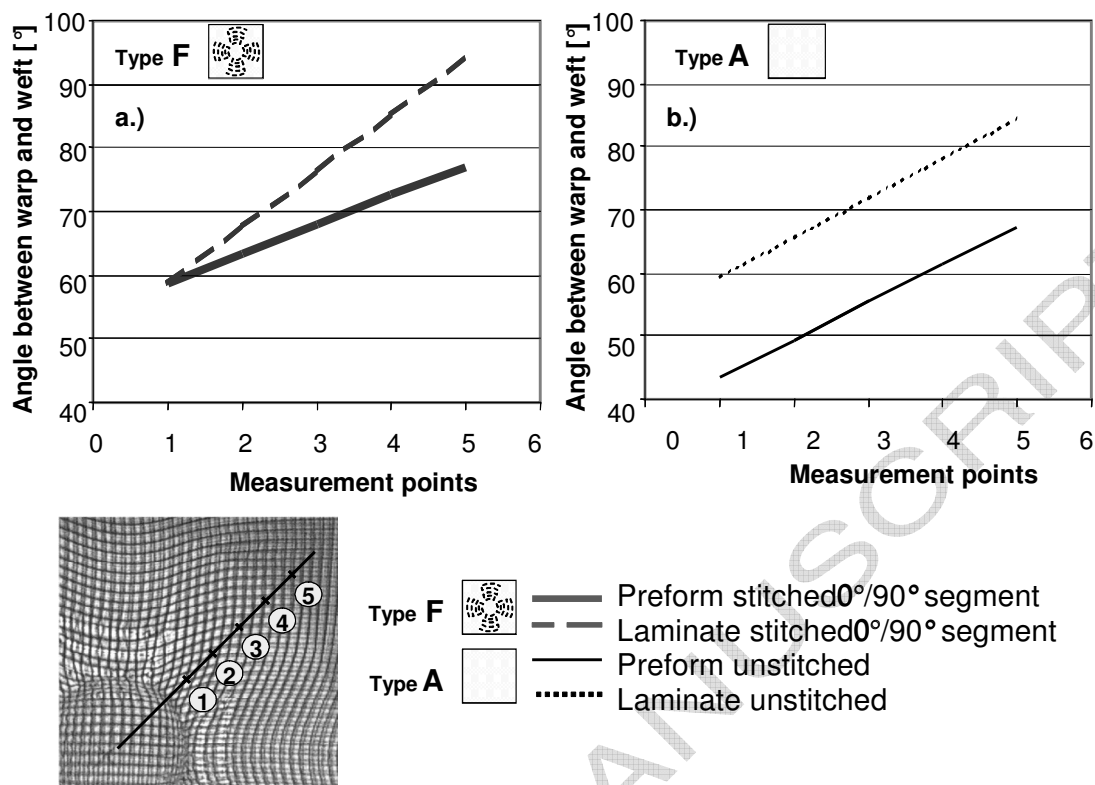 Type F
a.)
Angle between warp and weft [°]
100
90
80
70
60
50
40
0 1 2 3 4 5 6
Measurement points
Type A
b.)
Angle between warp and weft [°]
100
90
80
70
60
50
40
0 1 2 3 4 5 6
Measurement points
5
4
3
2
1
Type F
Preform stitched0°/90° segment
Laminate stitched0°/90° segment
Type A
Preform unstitched
Laminate unstitched